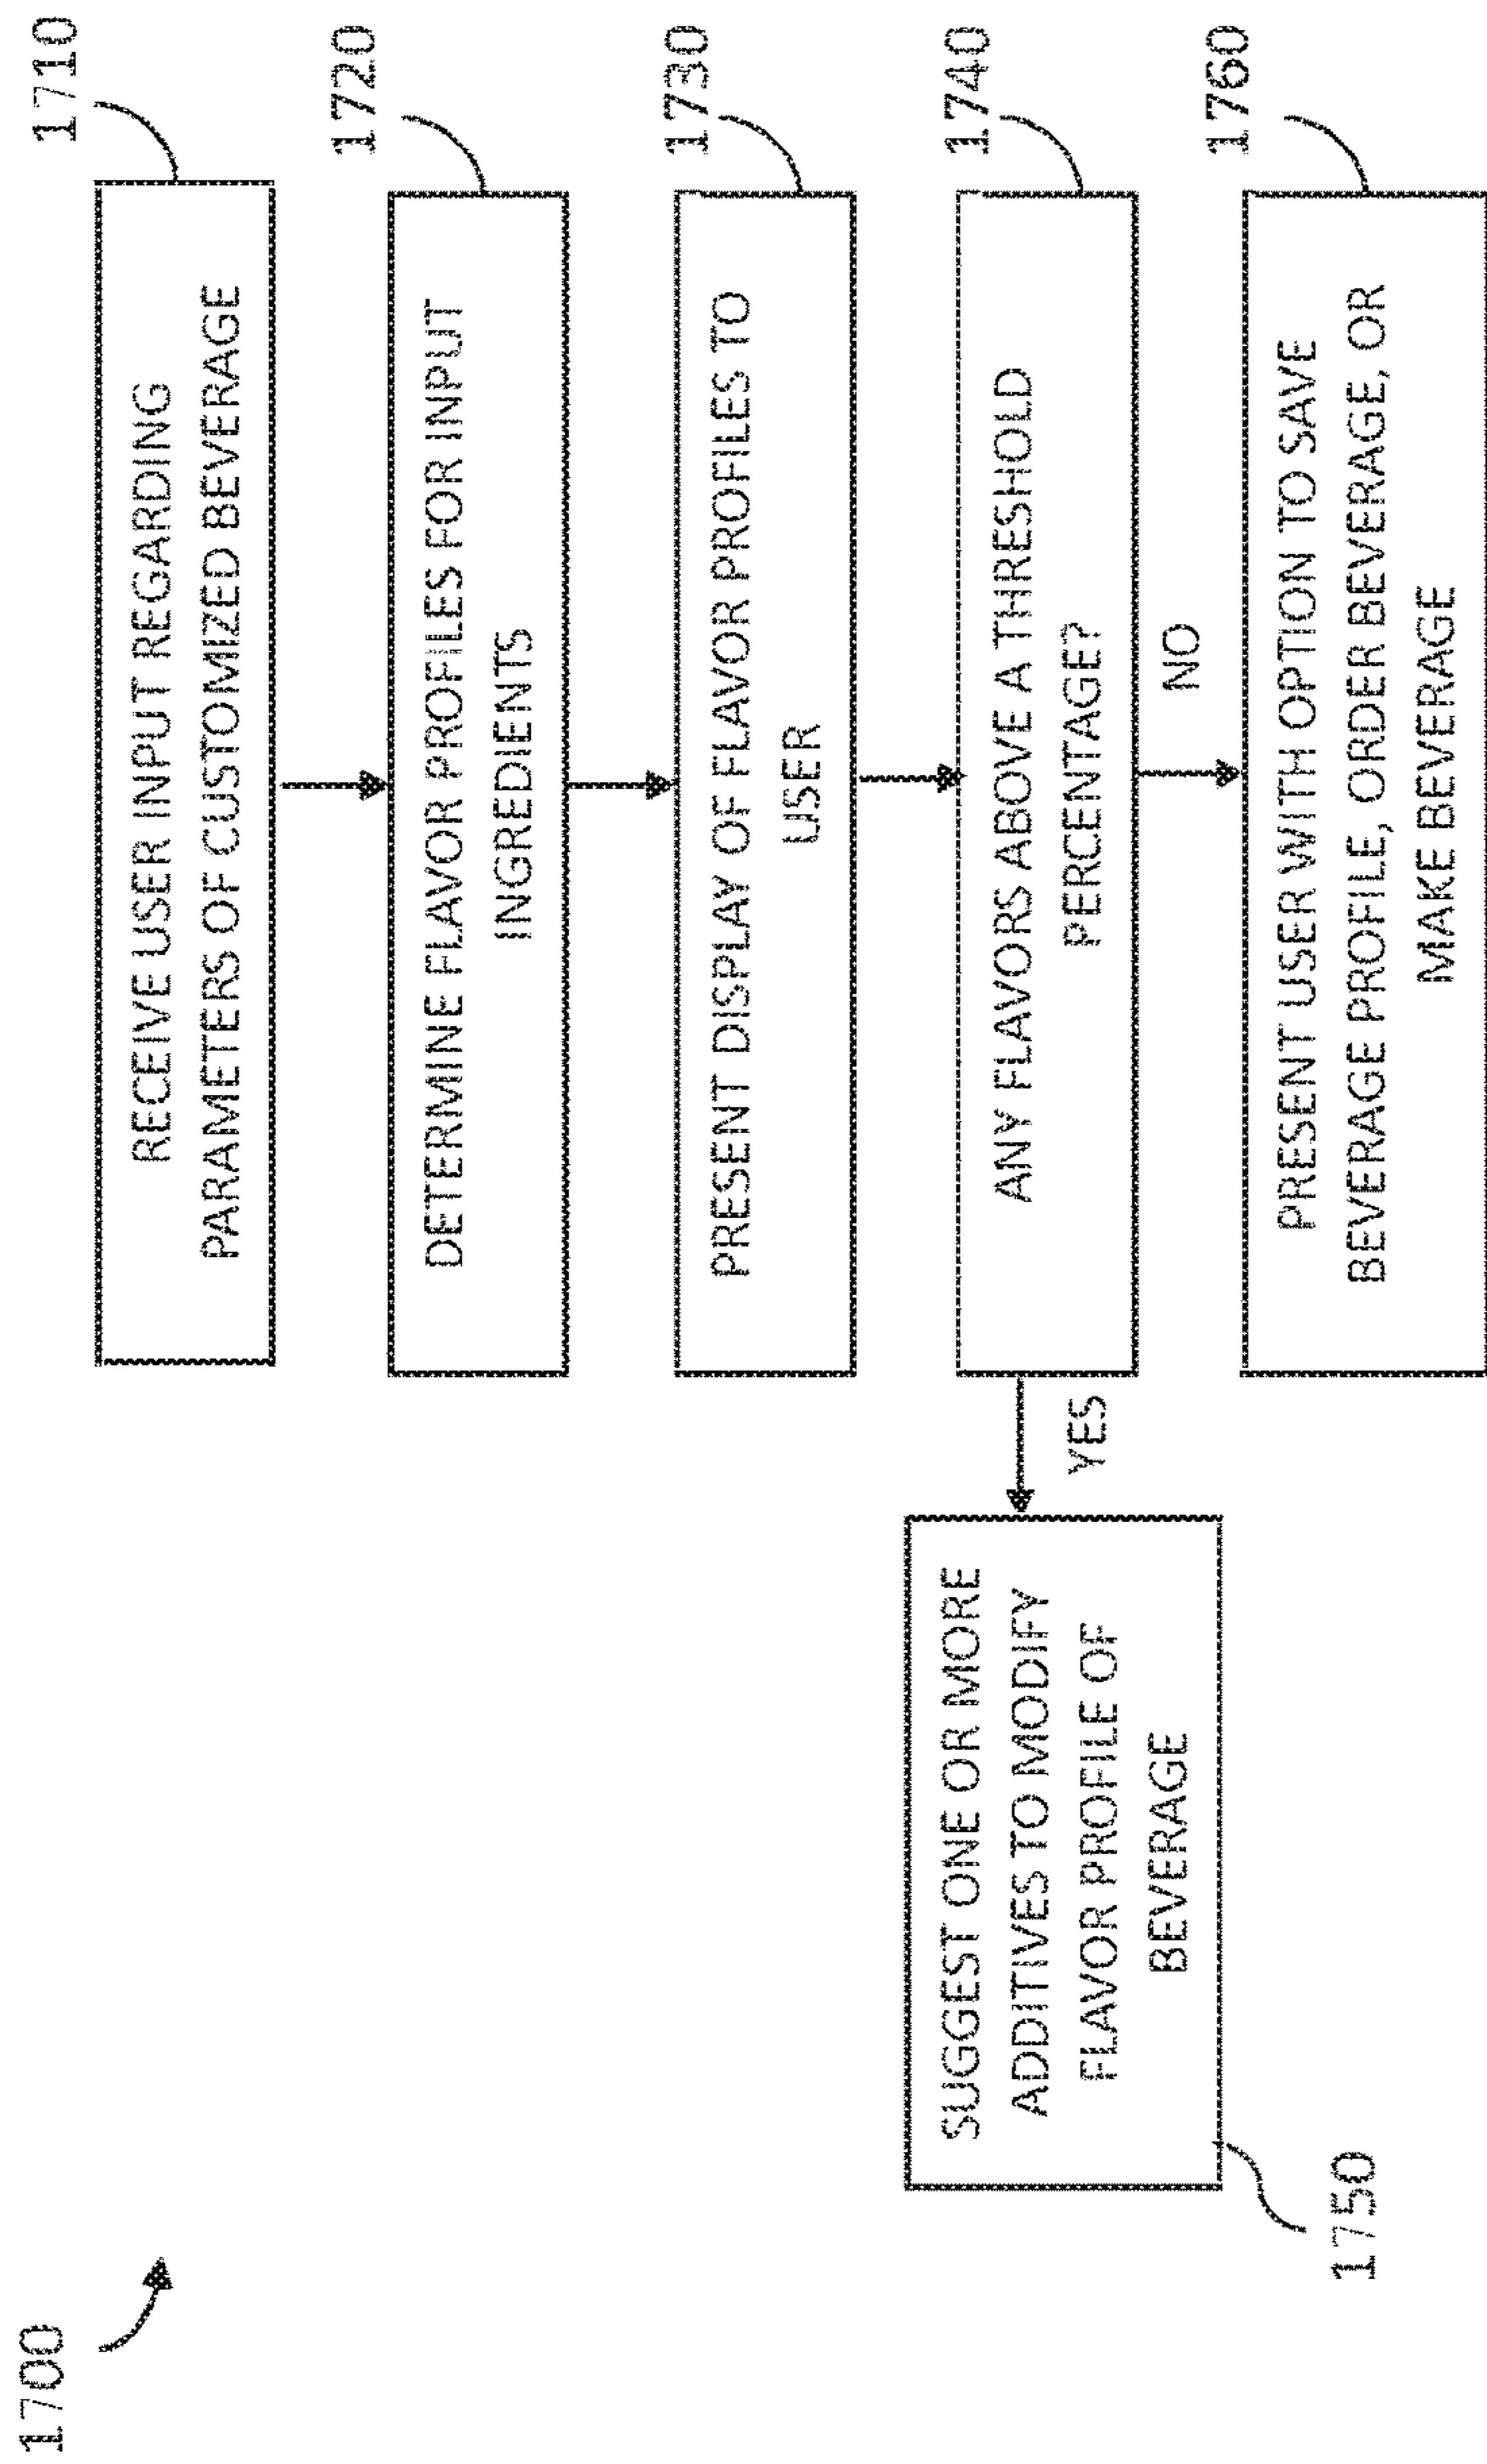 1700
1710
RECEIVE USER INPUT REGARDING
PARAMETERS OF CUSTOMIZED BEVERAGE
1720
DETERMINE FLAVOR PROFILES FOR INPUT
INGREDIENTS
1730
PRESENT DISPLAY OF FLAVOR PROFILES TO
USER
1740
ANY FLAVORS ABOVE A THRESHOLD
PERCENTAGE?
YES
NO
SUGGEST ONE OR MORE
ADDITIVES TO MODIFY
FLAVOR PROFILE OF
BEVERAGE
1750
1760
PRESENT USER WITH OPTION TO SAVE
BEVERAGE PROFILE, ORDER BEVERAGE, OR
MAKE BEVERAGE